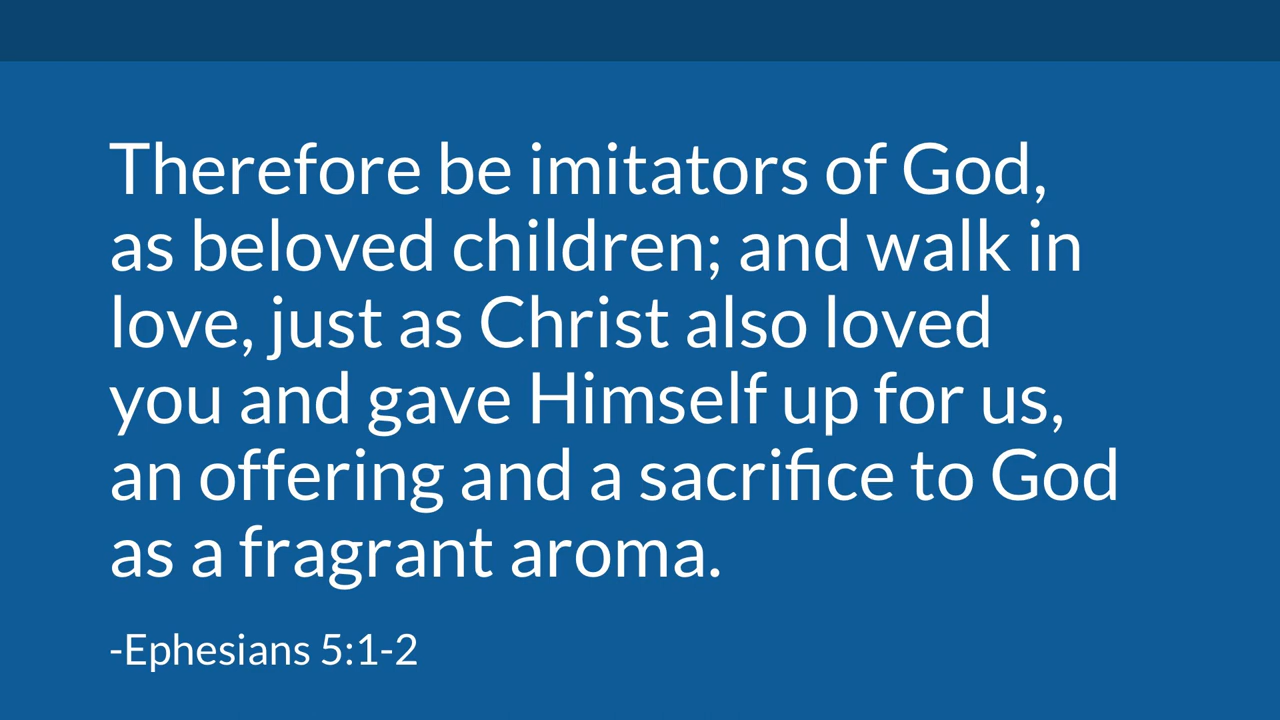 Therefore be imitators of God,
as beloved children; and walk in
love, just as Christ also loved
you and gave Himself up for us,
an offering and a sacrifice to God
as a fragrant aroma.
-Ephesians 5:1-2